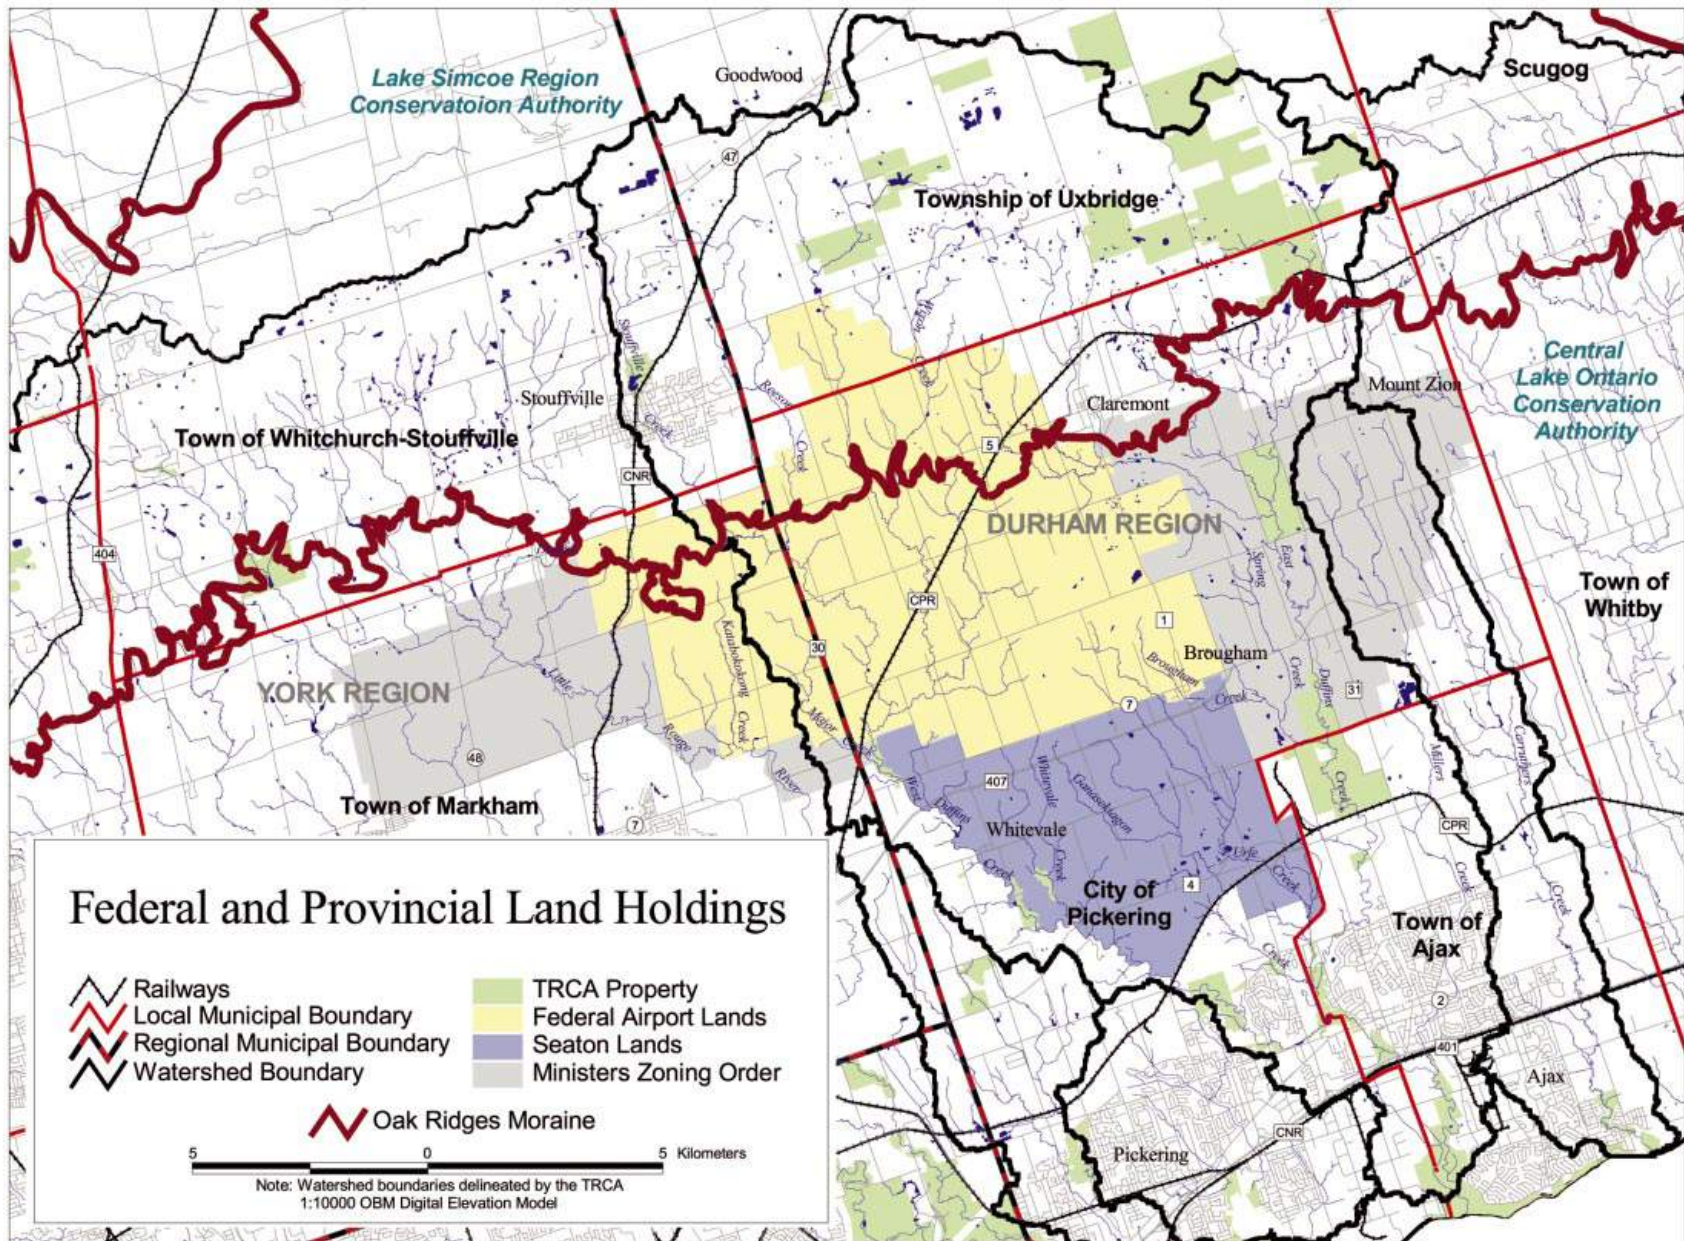 Lake Simcoe Region
Conservatoion Authority
Goodwood
Scugog
47
Township of Uxbridge
Stouffville
Creek
Stouffville
Town of Whitchurch-Stouffville
CNR
Reesor
Creek
Wixon
Creek
5
Claremont
Mount Zion
Central
Lake Ontario
Conservation
Authority
DURHAM REGION
404
CPR
Spring
Creek
East
Duffins
Creek
Town of
Whitby
1
Brougham
Brougham
Creek
31
7
30
Katabokokong
Creek
Major
Creek
Little
Rouge
River
YORK REGION
48
Town of Markham
7
407
West
Duffins
Creek
Whitevale
Creek
Ganatsekiagon
Whitevale
Urfe
Creek
4
City of
Pickering
Millers
Creek
Carruthers
Creek
CPR
Town of
Ajax
Creek
2
401
Ajax
CNR
Pickering
Federal and Provincial Land Holdings
Railways
Local Municipal Boundary
Regional Municipal Boundary
Watershed Boundary
TRCA Property
Federal Airport Lands
Seaton Lands
Ministers Zoning Order
Oak Ridges Moraine
5 0 5 Kilometers
Note: Watershed boundaries delineated by the TRCA
1:10000 OBM Digital Elevation Model